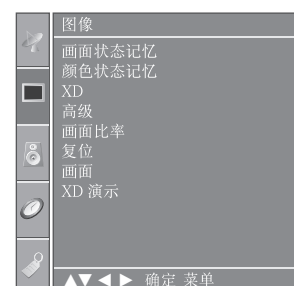 图像
画面状态记忆
颜色状态记忆
XD
高级
画面比率
复位
画面
XD 演示
▲▼◀▶ 确定 菜单